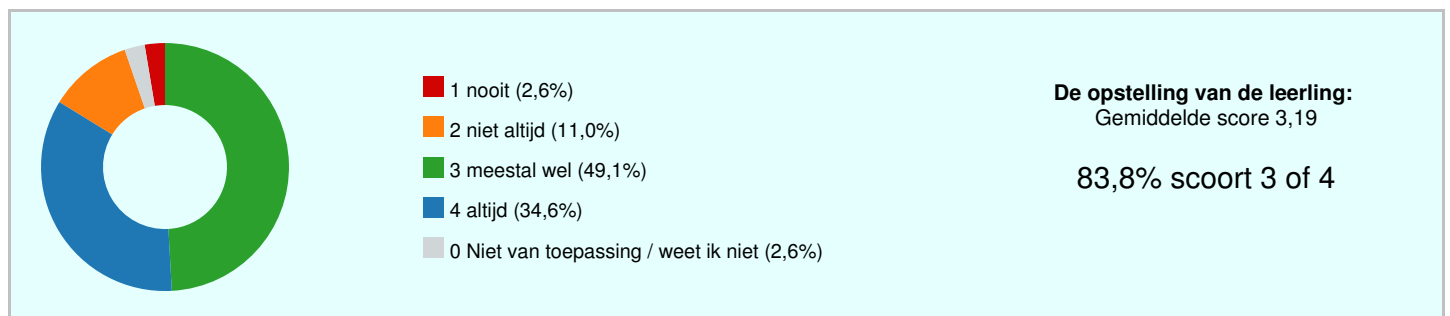 1 nooit (2,6%)
2 niet altijd (11,0%)
3 meestal wel (49,1%)
4 altijd (34,6%)
0 Niet van toepassing / weet ik niet (2,6%)
De opstelling van de leerling:
Gemiddelde score 3,19
83,8% scoort 3 of 4